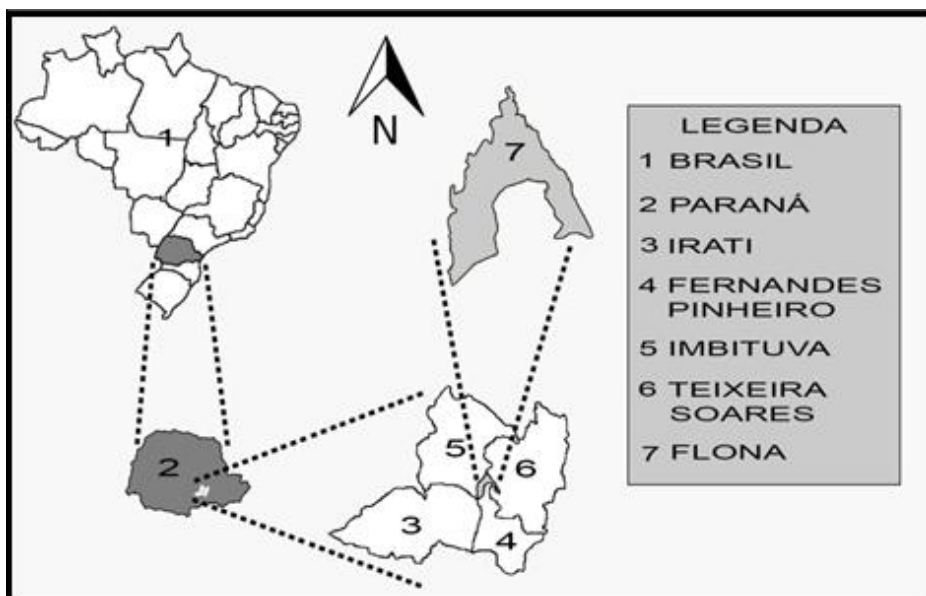 1
N
7
2
5
6
3
4
LEGENDA
1 BRASIL
2 PARANÁ
3 IRATI
4 FERNANDES
PINHEIRO
5 IMBITUVA
6 TEIXEIRA
SOARES
7 FLONA